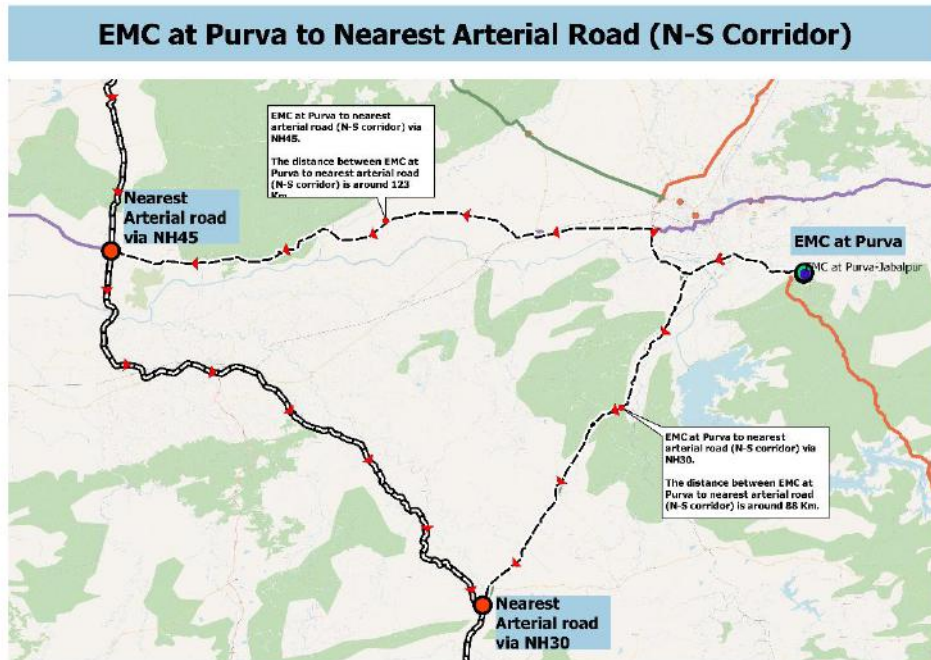 EMC at Purva to Nearest Arterial Road (N-S Corridor)
EMC at Purva to nearest
arterial road (N-S corridor) via
NH45.
The distance between EMC at
Purva to nearest arterial road
(N-S corridor) is around 123
Km.
Nearest
Arterial road
via NH45
EMC at Purva
EMC at Purva-Jabalpur
EMC at Purva to nearest
arterial road (N-S corridor) via
NH30.
The distance between EMC at
Purva to nearest arterial road
(N-S corridor) is around 88 Km.
Nearest
Arterial road
via NH30